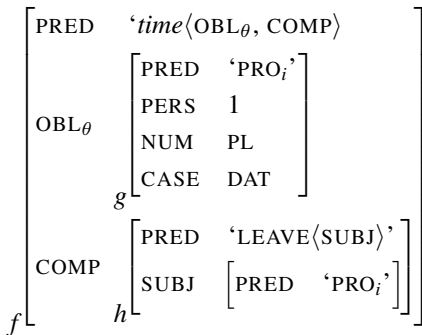 PRED ‘time⟨OBLθ, COMP⟩
PRED ‘PROi’
OBLθ PERS 1
NUM PL
g CASE DAT
PRED ‘LEAVE⟨SUBJ⟩’
COMP SUBJ [PRED ‘PROi’]
f h